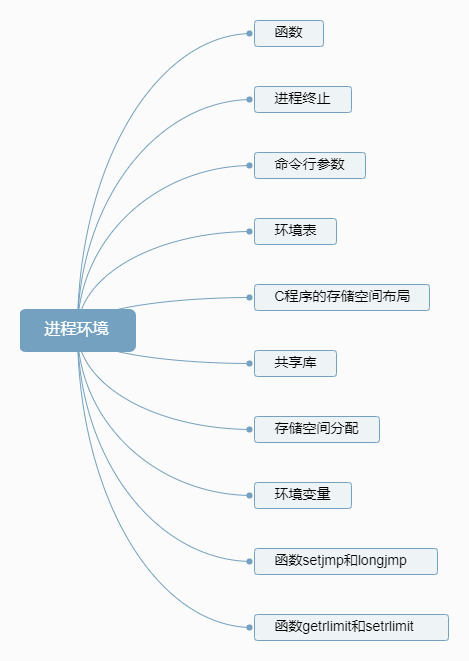 函数
进程终止
命令行参数
环境表
C程序的存储空间布局
进程环境
共享库
存储空间分配
环境变量
函数setjmp和longjmp
函数getrlimit和setrlimit